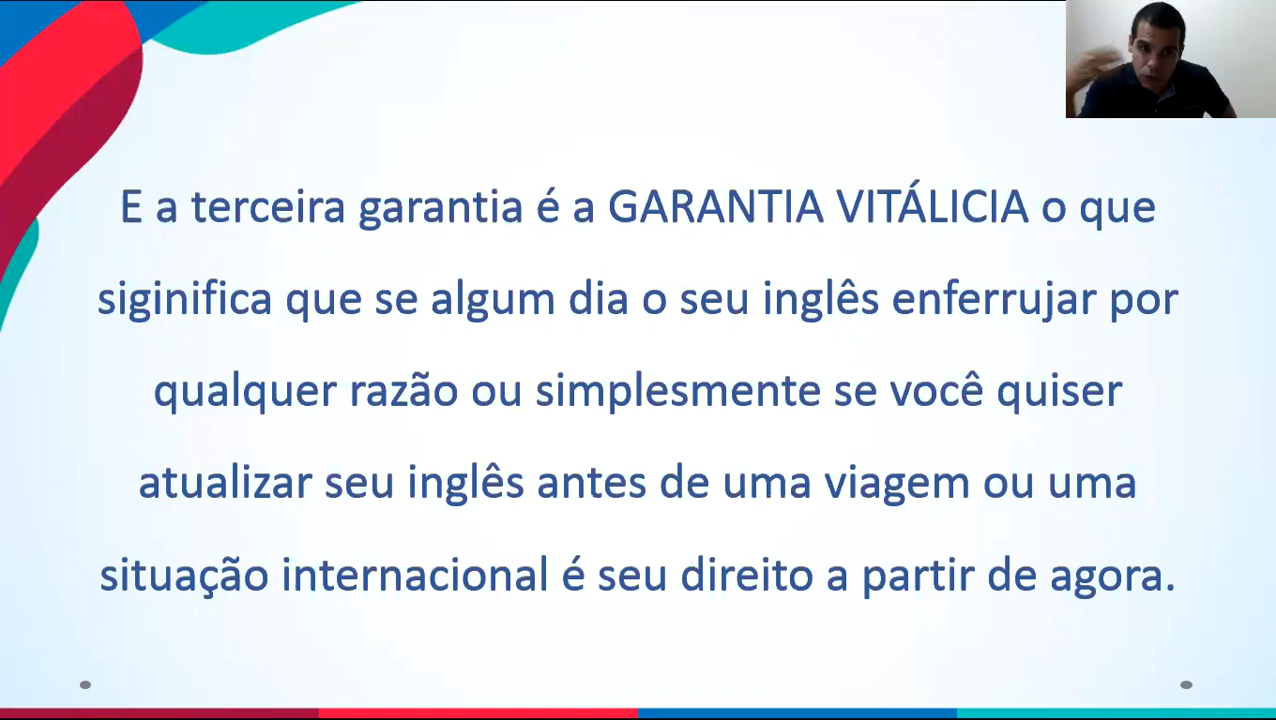 E a terceira garantia é a GARANTIA VITÁLICIA o que
siginifica que se algum dia o seu inglês enferrujar por
qualquer razão ou simplesmente se você quiser
atualizar seu inglês antes de uma viagem ou uma
situação internacional é seu direito a partir de agora.